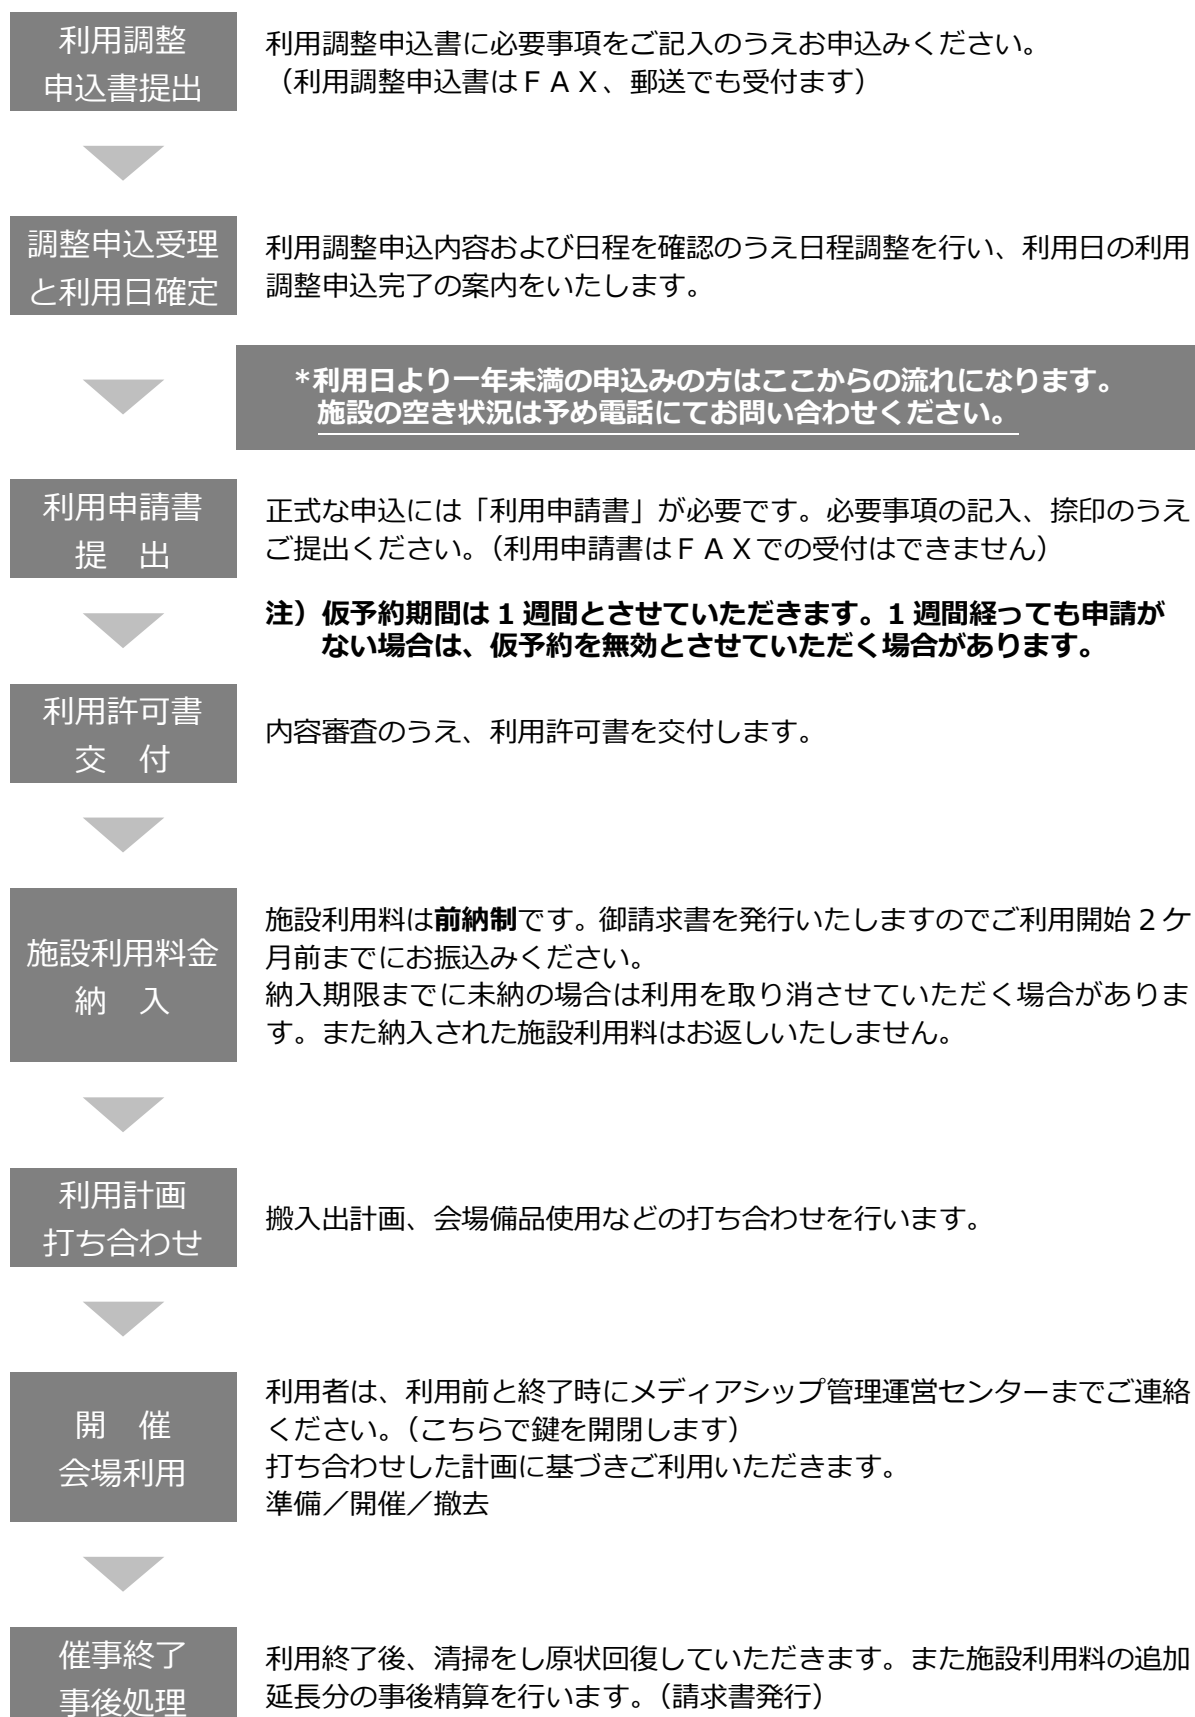 利用調整
申込書提出
利用調整申込書に必要事項をご記入のうえお申込みください。
（利用調整申込書はＦＡＸ、郵送でも受付ます）
調整申込受理
と利用日確定
利用調整申込内容および日程を確認のうえ日程調整を行い、利用日の利用
調整申込完了の案内をいたします。
*利用日より一年未満の申込みの方はここからの流れになります。
施設の空き状況は予め電話にてお問い合わせください。
利用申請書
提　出
正式な申込には「利用申請書」が必要です。必要事項の記入、捺印のうえ
ご提出ください。（利用申請書はＦＡＸでの受付はできません）
注）仮予約期間は 1 週間とさせていただきます。1 週間経っても申請が
ない場合は、仮予約を無効とさせていただく場合があります。
利用許可書
交　付
内容審査のうえ、利用許可書を交付します。
施設利用料金
納　入
施設利用料は前納制です。御請求書を発行いたしますのでご利用開始 2 ケ
月前までにお振込みください。
納入期限までに未納の場合は利用を取り消させていただく場合がありま
す。また納入された施設利用料はお返しいたしません。
利用計画
打ち合わせ
搬入出計画、会場備品使用などの打ち合わせを行います。
開　催
会場利用
利用者は、利用前と終了時にメディアシップ管理運営センターまでご連絡
ください。（こちらで鍵を開閉します）
打ち合わせした計画に基づきご利用いただきます。
準備／開催／撤去
催事終了
事後処理
利用終了後、清掃をし原状回復していただきます。また施設利用料の追加
延長分の事後精算を行います。（請求書発行）